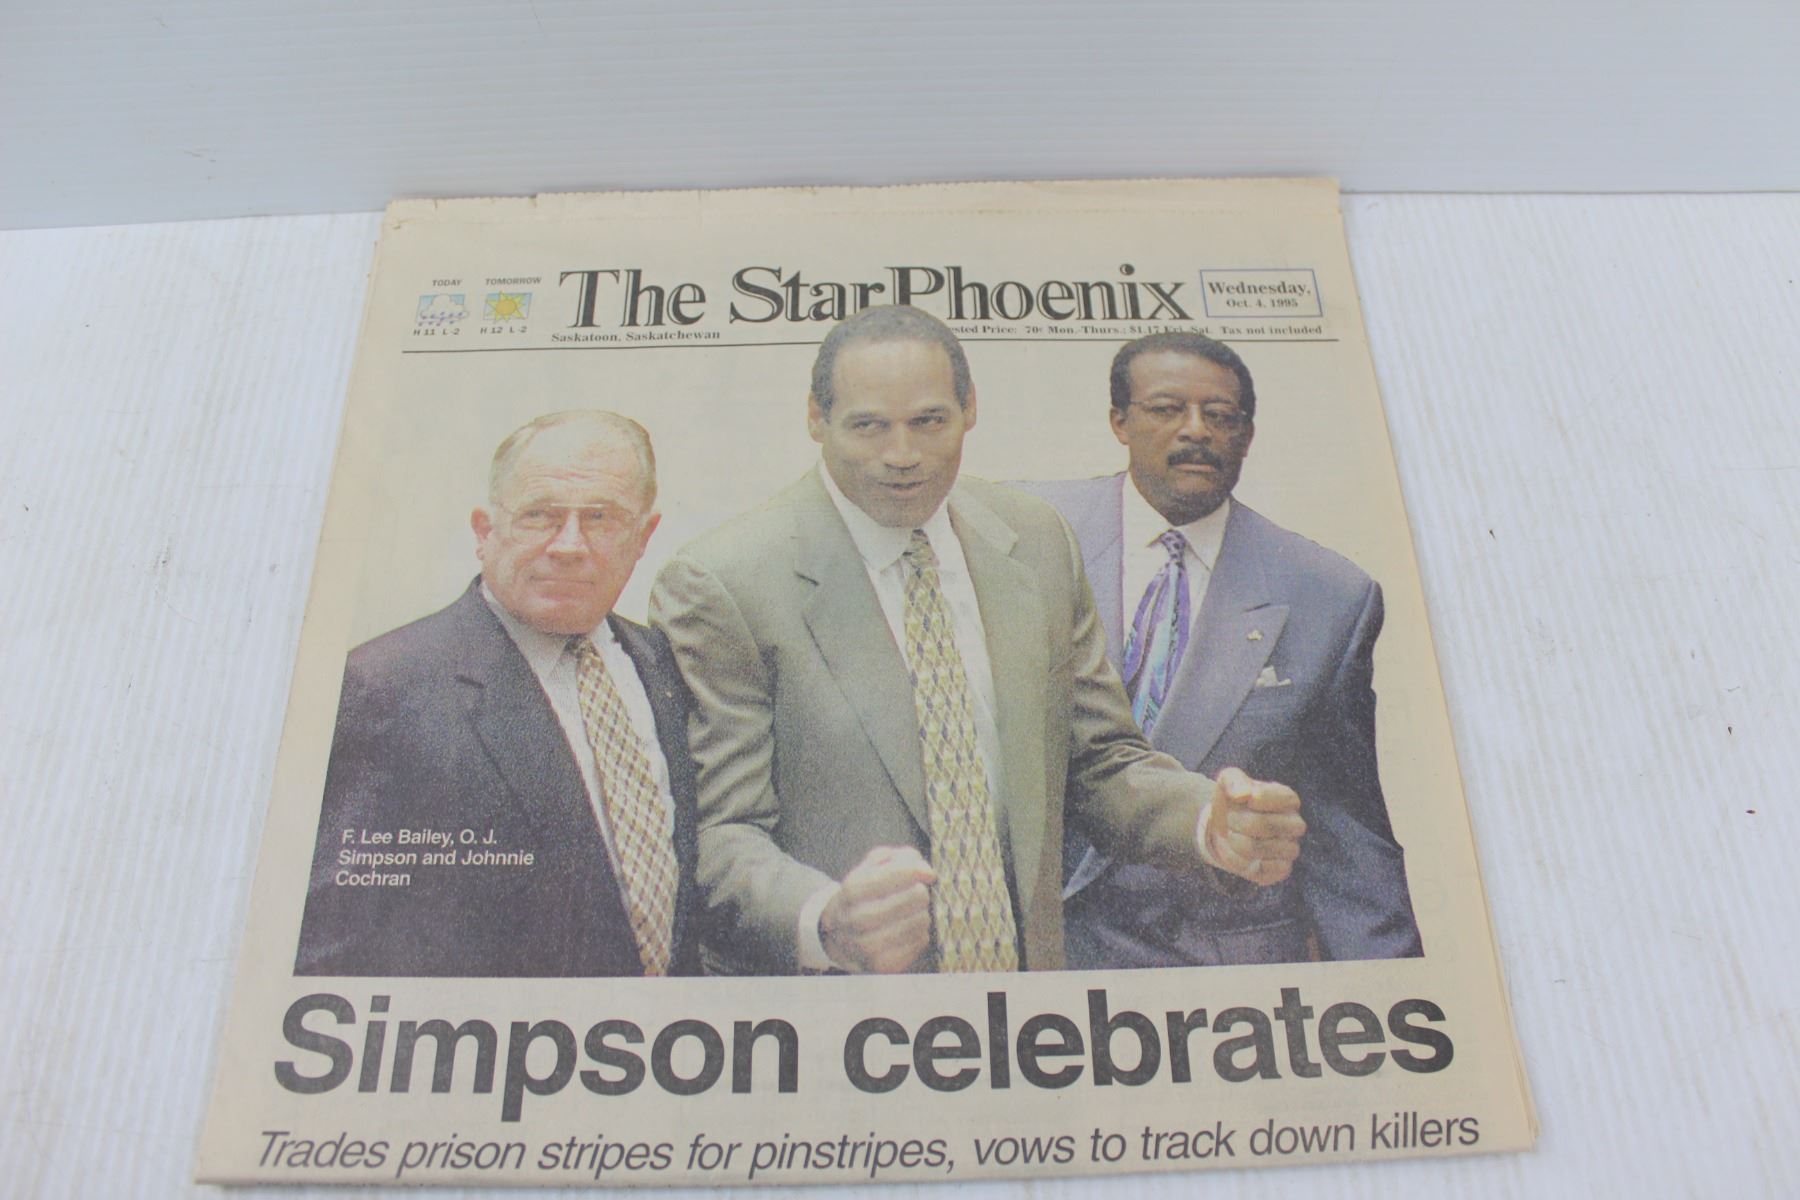 TODAY TOMORROW
H 11 L -2 H 12 L -2
The StarPhoenix
Wednesday,
Oct. 4, 1995
Saskatoon, Saskatchewan
Price: 70¢ Mon.-Thurs.; $1.17 Fri. Sat. Tax not included
F. Lee Bailey, O. J.
Simpson and Johnnie
Cochran
Simpson celebrates
Trades prison stripes for pinstripes, vows to track down killers